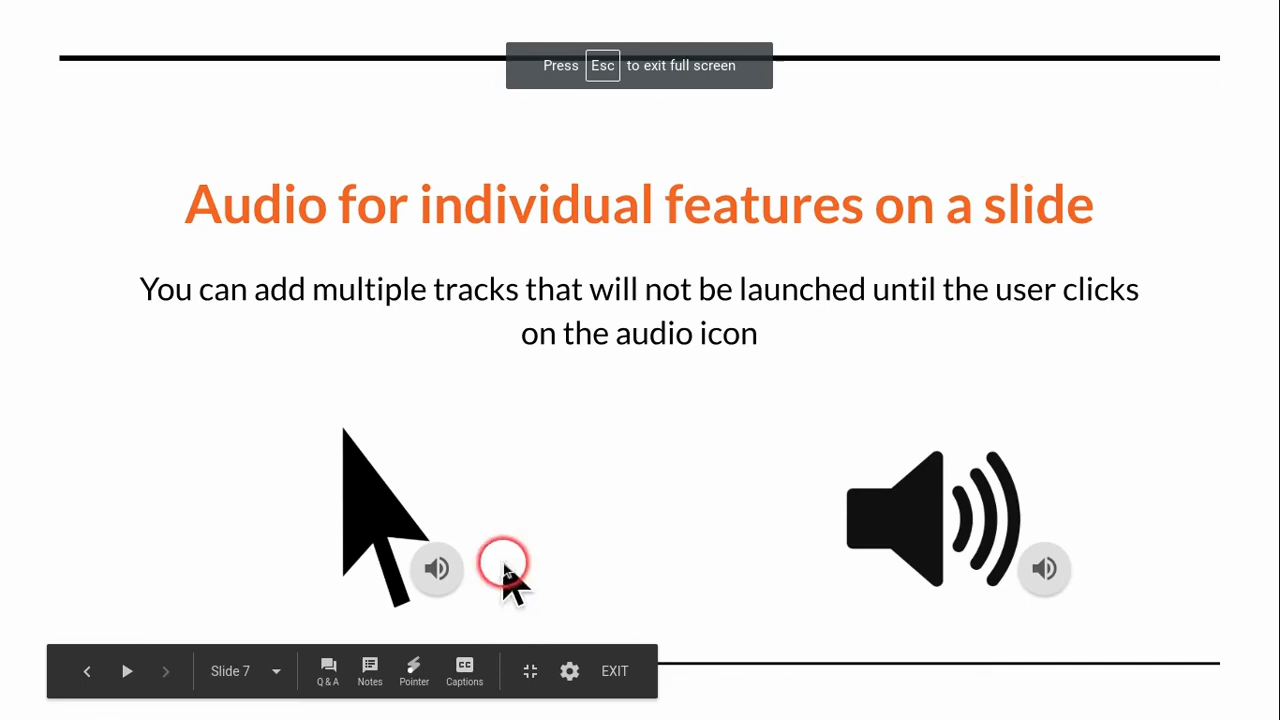 Press Esc to exit full screen
Audio for individual features on a slide
You can add multiple tracks that will not be launched until the user clicks
on the audio icon
Slide 7
Q & A
Notes
Pointer
CC
Captions
EXIT